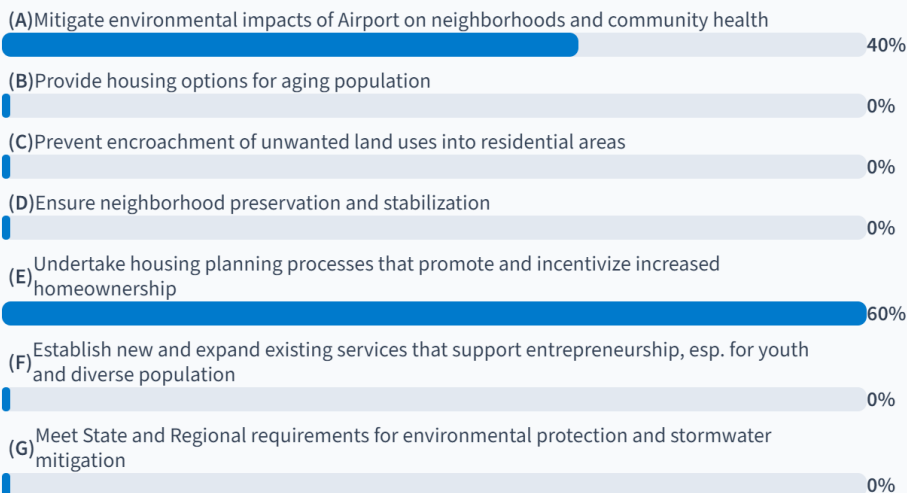 (A)Mitigate environmental impacts of Airport on neighborhoods and community health
40%
(B)Provide housing options for aging population
0%
(C)Prevent encroachment of unwanted land uses into residential areas
0%
(D)Ensure neighborhood preservation and stabilization
0%
(E)Undertake housing planning processes that promote and incentivize increased
homeownership
60%
(F)Establish new and expand existing services that support entrepreneurship, esp. for youth
and diverse population
0%
(G)Meet State and Regional requirements for environmental protection and stormwater
mitigation
0%